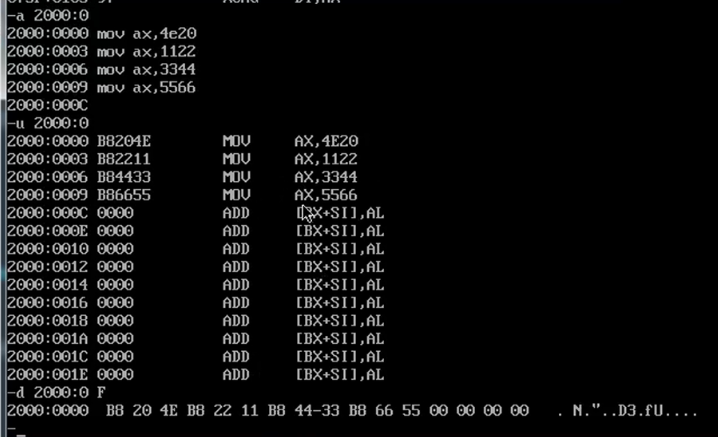 -a 2000:0
2000:0000 mov ax,4e20
2000:0003 mov ax,1122
2000:0006 mov ax,3344
2000:0009 mov ax,5566
2000:000C
-u 2000:0
2000:0000 B8204E MOV AX,4E20
2000:0003 B82211 MOV AX,1122
2000:0006 B84433 MOV AX,3344
2000:0009 B86655 MOV AX,5566
2000:000C 0000 ADD [BX+SI],AL
2000:000E 0000 ADD [BX+SI],AL
2000:0010 0000 ADD [BX+SI],AL
2000:0012 0000 ADD [BX+SI],AL
2000:0014 0000 ADD [BX+SI],AL
2000:0016 0000 ADD [BX+SI],AL
2000:0018 0000 ADD [BX+SI],AL
2000:001A 0000 ADD [BX+SI],AL
2000:001C 0000 ADD [BX+SI],AL
2000:001E 0000 ADD [BX+SI],AL
-d 2000:0 F
2000:0000 B8 20 4E B8 22 11 B8 44-33 B8 66 55 00 00 00 00 . N."..D3.fU....
-